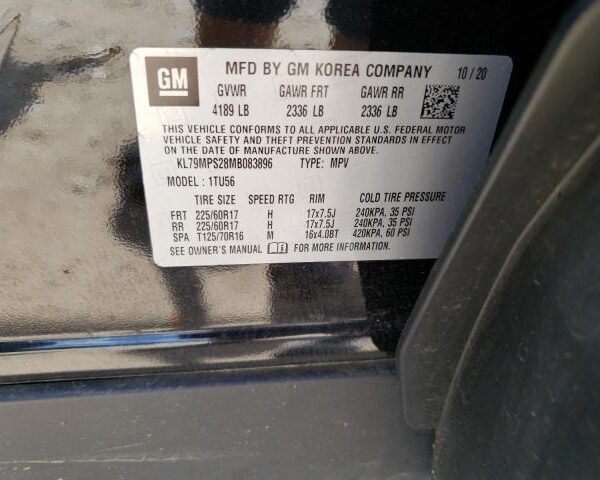 GM
MFD BY GM KOREA COMPANY 10 / 20
GVWR GAWR FRT GAWR RR
4189 LB 2336 LB 2336 LB
THIS VEHICLE CONFORMS TO ALL APPLICABLE U.S. FEDERAL MOTOR
VEHICLE SAFETY, BUMPER, AND THEFT PREVENTION STANDARDS IN EFFECT
ON THE DATE OF MANUFACTURE SHOWN ABOVE.
KL79MPS28MB083896 TYPE: MPV
MODEL : 1TU56
TIRE SIZE SPEED RTG RIM COLD TIRE PRESSURE
FRT 225/60R17 H 17x7.5J 240KPA, 35 PSI
RR 225/60R17 H 17x7.5J 240KPA, 35 PSI
SPA T125/70R16 M 16x4.0BT 420KPA, 60 PSI
SEE OWNER'S MANUAL FOR MORE INFORMATION.